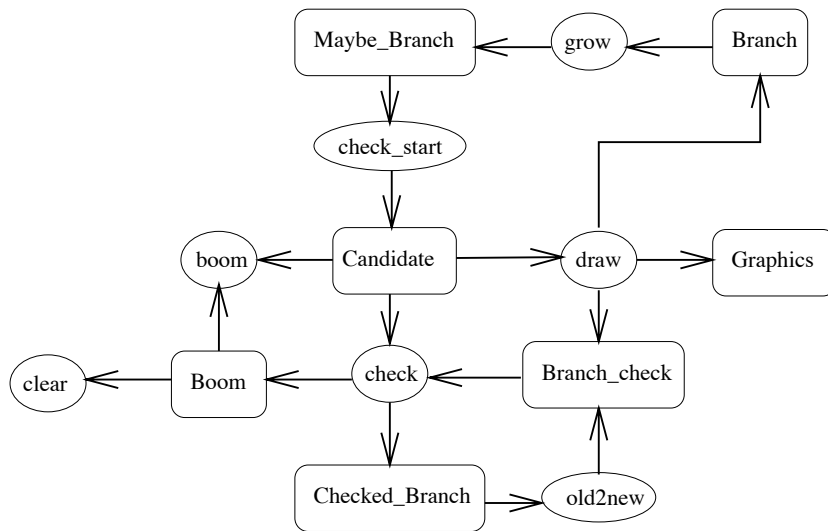 Maybe_Branch
grow
Branch
check_start
boom
Candidate
draw
Graphics
clear
Boom
check
Branch_check
Checked_Branch
old2new